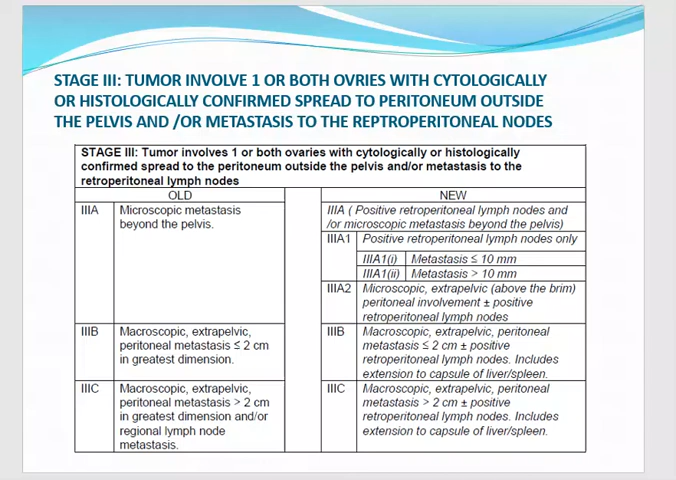 STAGE III: TUMOR INVOLVE 1 OR BOTH OVRIES WITH CYTOLOGICALLY
OR HISTOLOGICALLY CONFIRMED SPREAD TO PERITONEUM OUTSIDE
THE PELVIS AND /OR METASTASIS TO THE REPTROPERITONEAL NODES
STAGE III: Tumor involves 1 or both ovaries with cytologically or histologically
confirmed spread to the peritoneum outside the pelvis and/or metastasis to the
retroperitoneal lymph nodes
OLD
IIIA
Microscopic metastasis
beyond the pelvis.
IIIB
Macroscopic, extrapelvic,
peritoneal metastasis ≤ 2 cm
in greatest dimension.
IIIC
Macroscopic, extrapelvic,
peritoneal metastasis > 2 cm
in greatest dimension and/or
regional lymph node
metastasis.
NEW
IIIA ( Positive retroperitoneal lymph nodes and
/or microscopic metastasis beyond the pelvis)
IIIA1
Positive retroperitoneal lymph nodes only
IIIA1(i) Metastasis ≤ 10 mm
IIIA1(ii) Metastasis > 10 mm
IIIA2
Microscopic, extrapelvic (above the brim)
peritoneal involvement ± positive
retroperitoneal lymph nodes
IIIB
Macroscopic, extrapelvic, peritoneal
metastasis ≤ 2 cm ± positive
retroperitoneal lymph nodes. Includes
extension to capsule of liver/spleen.
IIIC
Macroscopic, extrapelvic, peritoneal
metastasis > 2 cm ± positive
retroperitoneal lymph nodes. Includes
extension to capsule of liver/spleen.